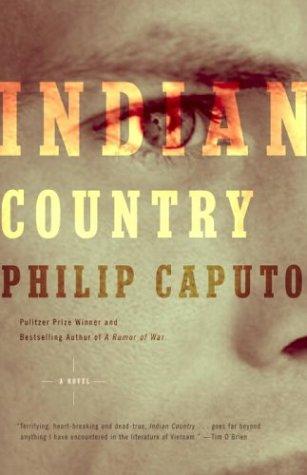 INDIAN
COUNTRY
PHILIP CAPUTO
Pulitzer Prize Winner and
Bestselling Author of A Rumor of War
A NOVEL
"Terrifying, heart-breaking and dead-true, Indian Country . . . goes far beyond
anything I have encountered in the literature of Vietnam." —Tim O'Brien